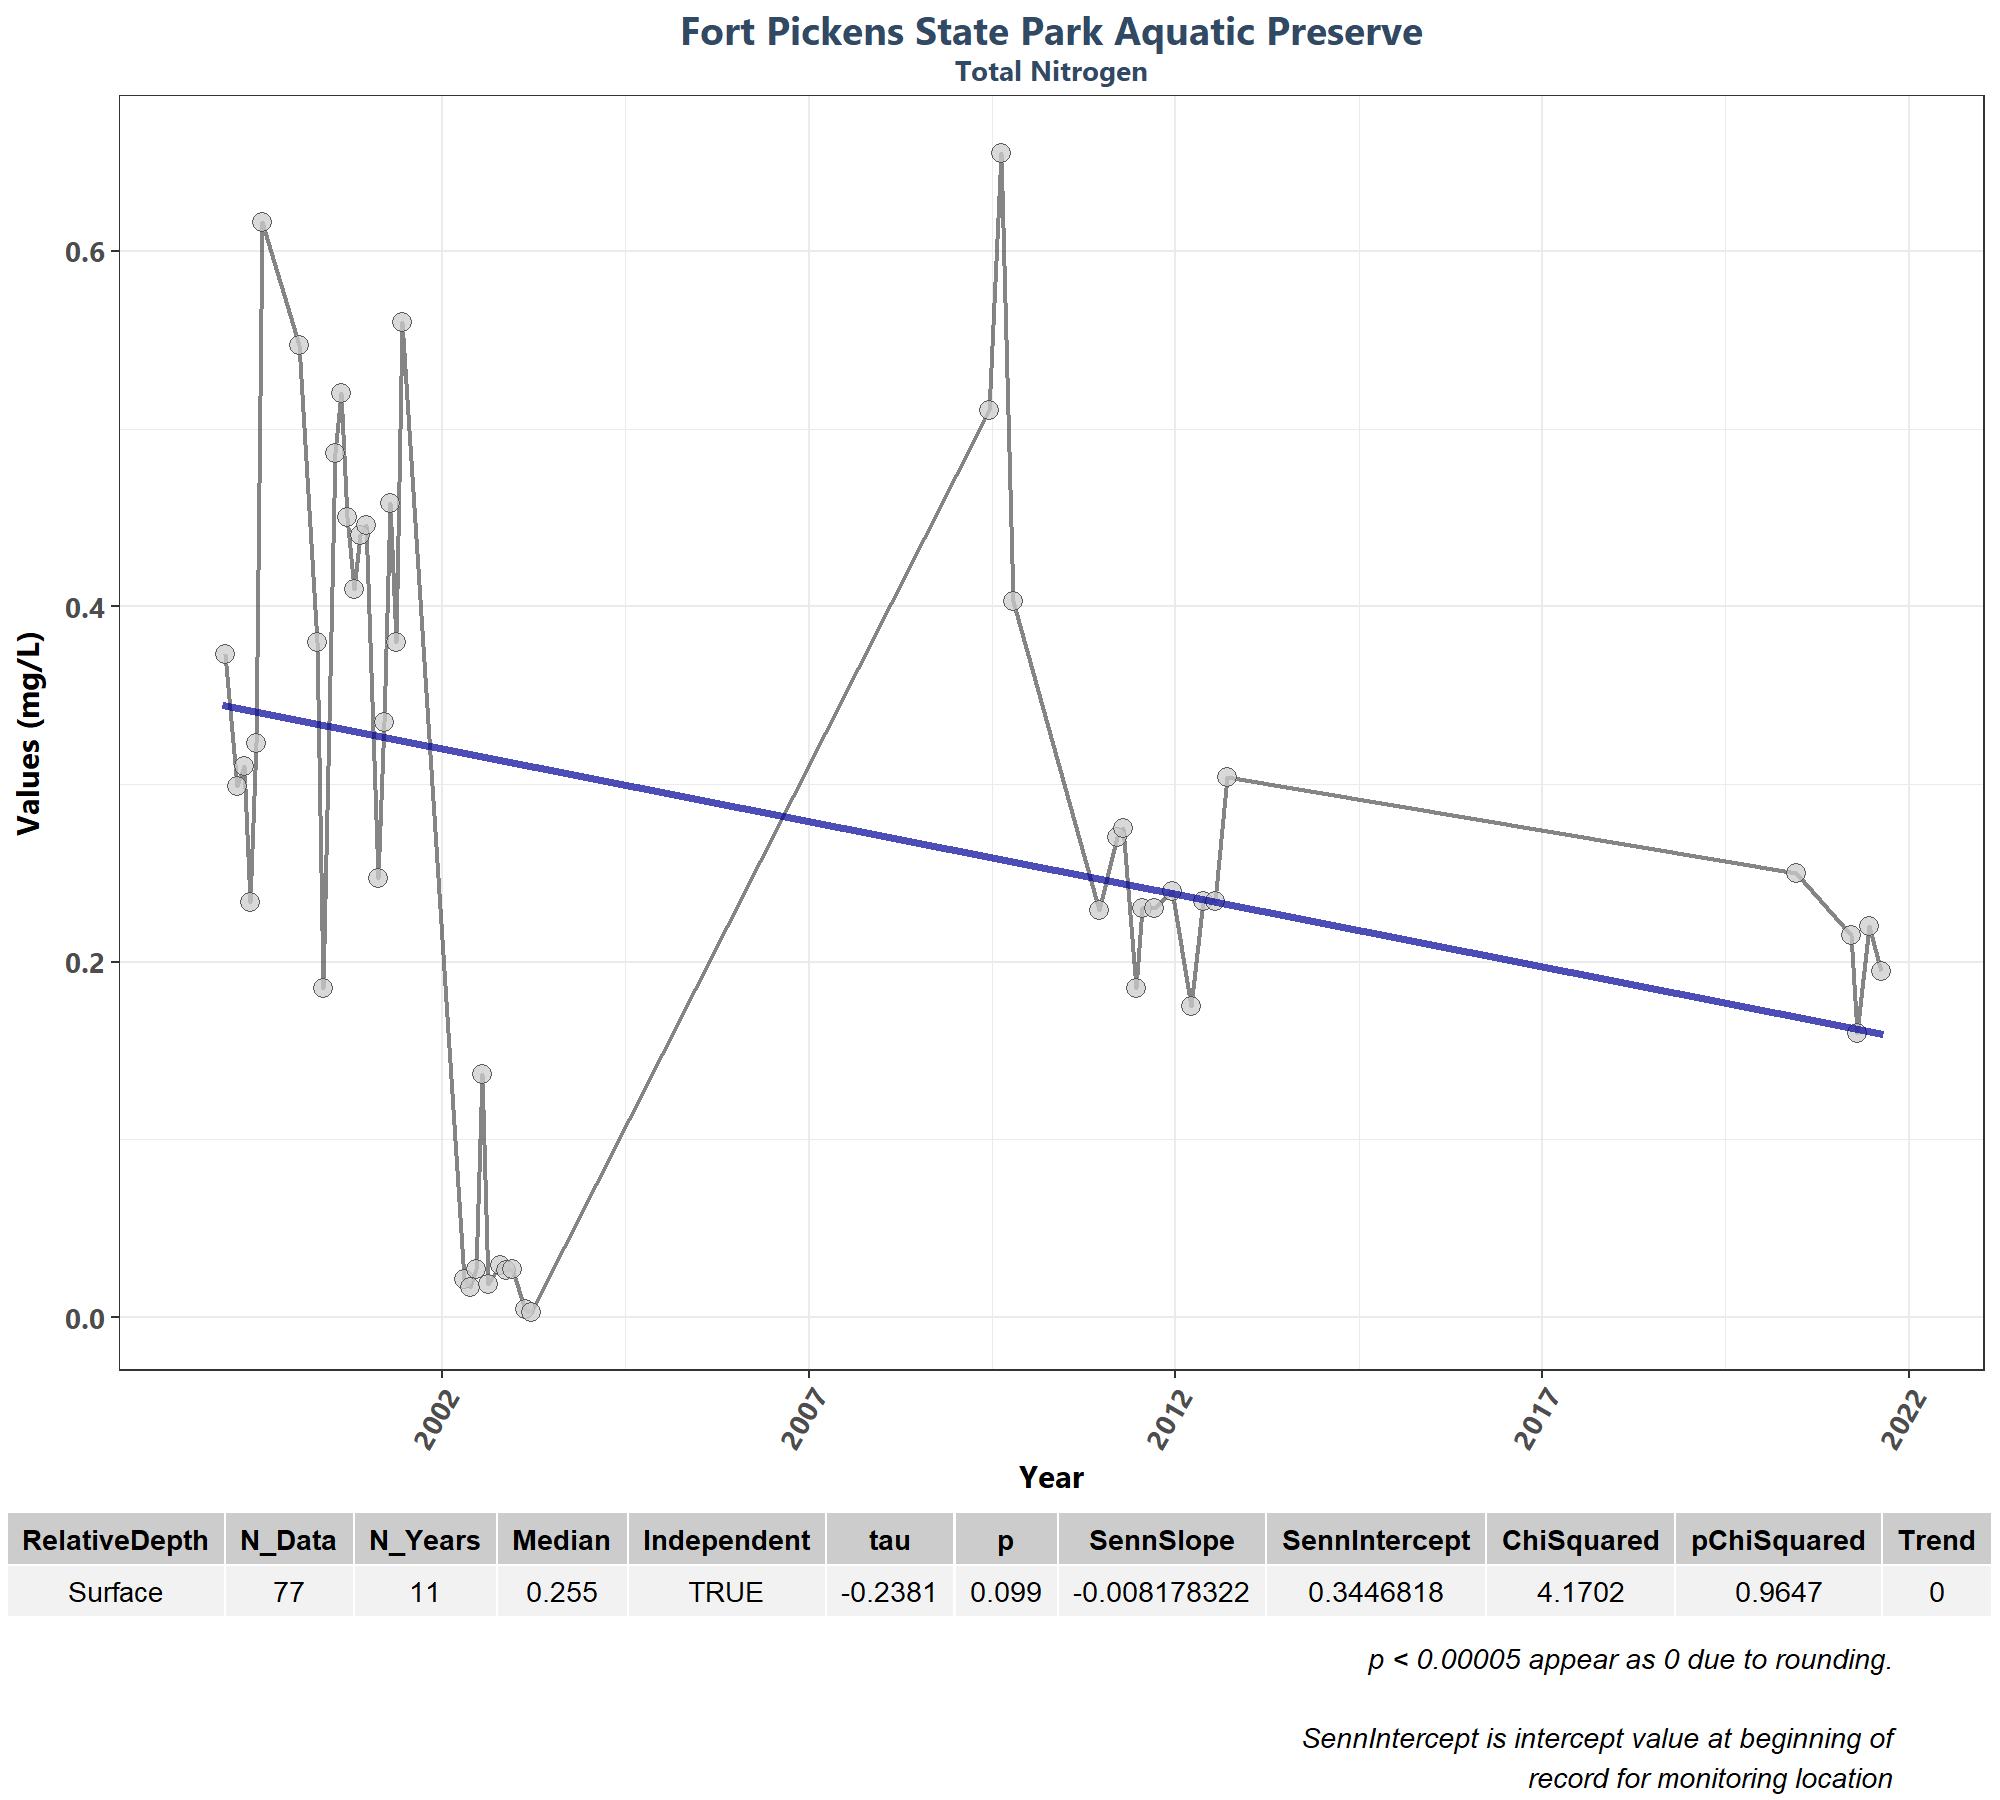 Fort Pickens State Park Aquatic Preserve
Total Nitrogen
Values (mg/L)
0.6
0.4
0.2
0.0
2002 2007 2012 2017 2022
Year
RelativeDepth N_Data N_Years Median Independent tau p SennSlope SennIntercept ChiSquared pChiSquared Trend
Surface 77 11 0.255 TRUE -0.2381 0.099 -0.008178322 0.3446818 4.1702 0.9647 0
p < 0.00005 appear as 0 due to rounding.
SennIntercept is intercept value at beginning of
record for monitoring location